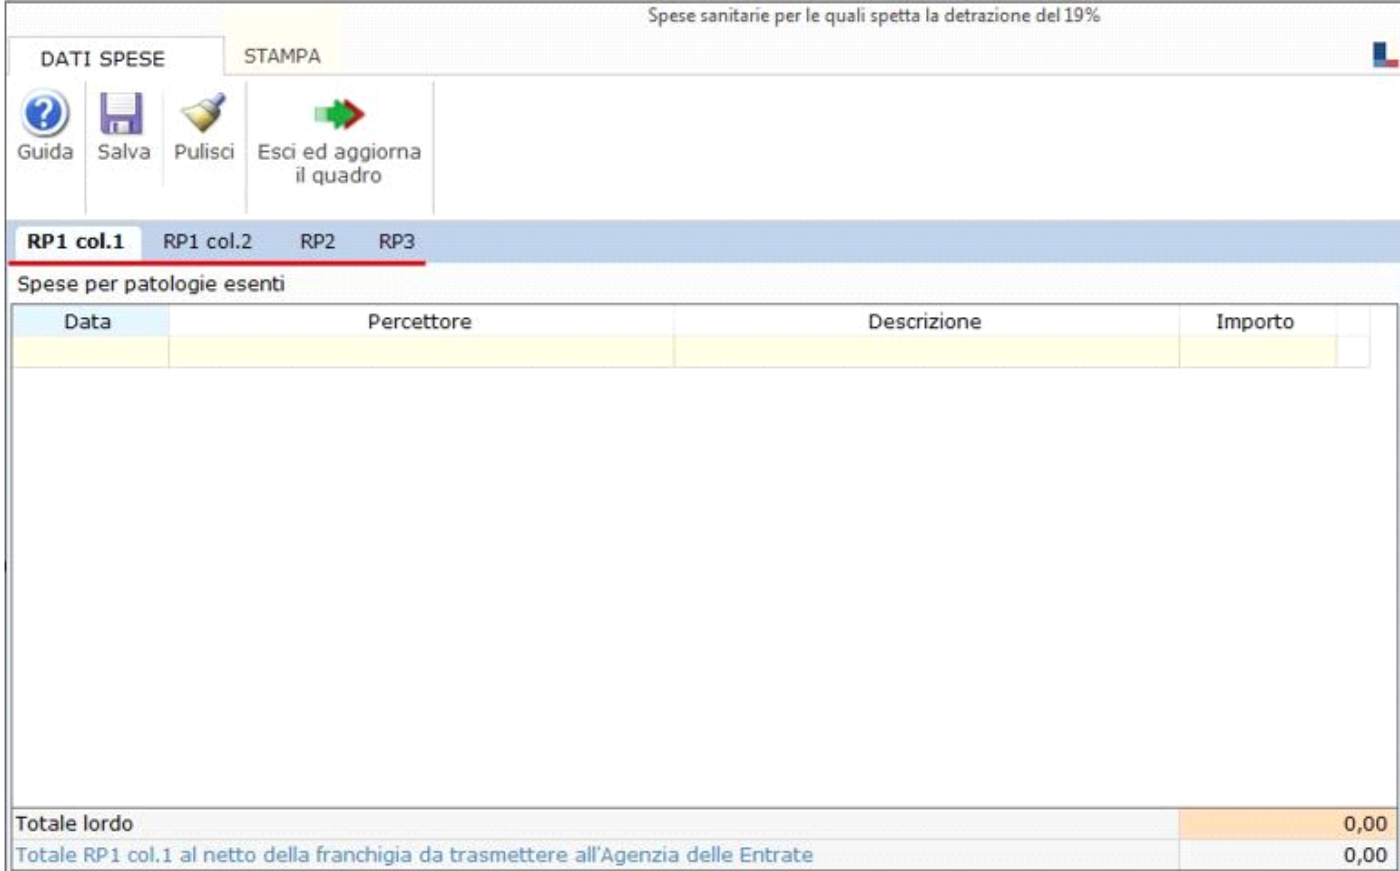 Spese sanitarie per le quali spetta la detrazione del 19%
DATI SPESE STAMPA
Guida Salva Pulisci Esci ed aggiorna
il quadro
RP1 col.1 RP1 col.2 RP2 RP3
Spese per patologie esenti
Data Percettore Descrizione Importo
Totale lordo 0,00
Totale RP1 col.1 al netto della franchigia da trasmettere all'Agenzia delle Entrate 0,00